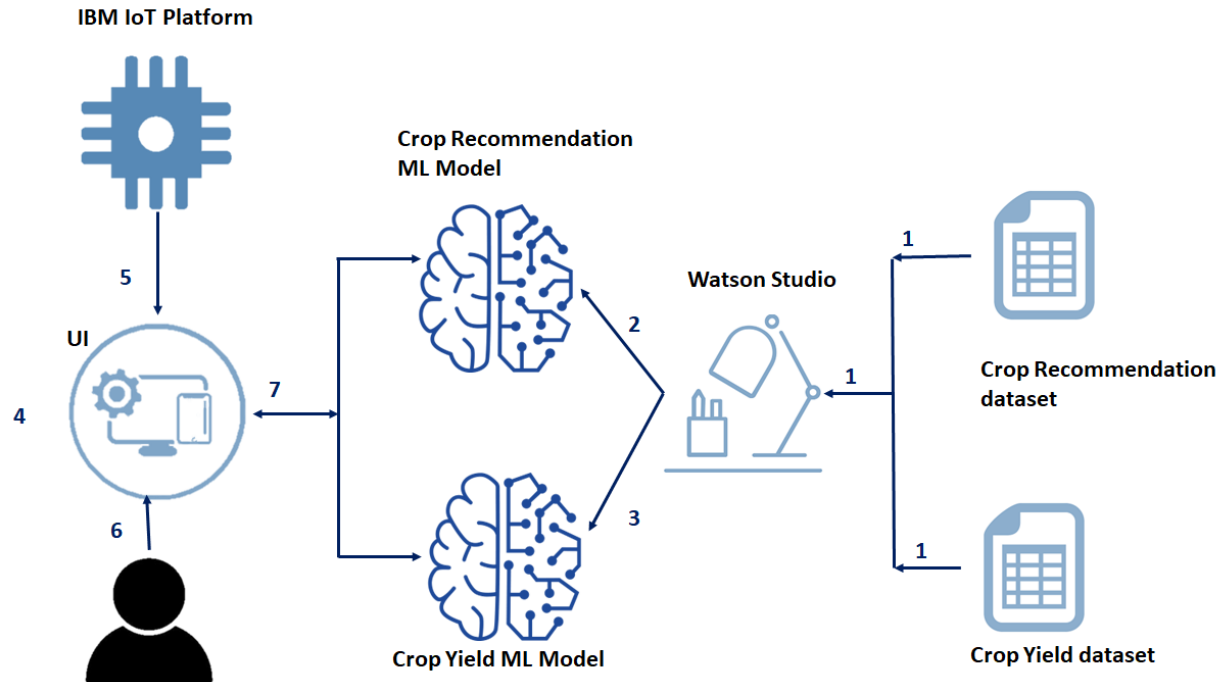 IBM IoT Platform
Crop Recommendation
ML Model
1
5
2
Watson Studio
UI
7
1
Crop Recommendation
dataset
4
6
3
1
Crop Yield ML Model
Crop Yield dataset